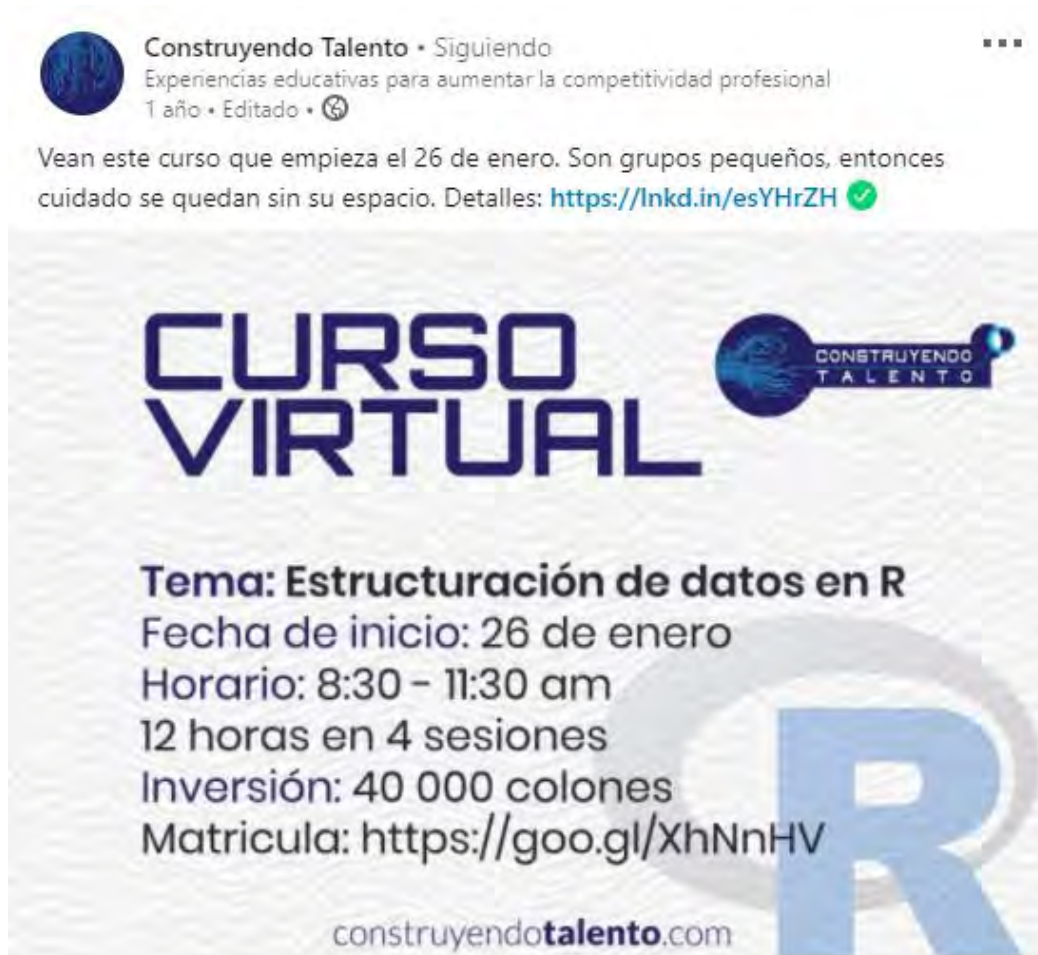 Construyendo Talento • Siguiendo
Experiencias educativas para aumentar la competitividad profesional
1 año • Editado •
Vean este curso que empieza el 26 de enero. Son grupos pequeños, entonces
cuidado se quedan sin su espacio. Detalles: https://lnkd.in/esYHrZH
CURSO
VIRTUAL
CONSTRUYENDO
TALENTO
Tema: Estructuración de datos en R
Fecha de inicio: 26 de enero
Horario: 8:30 - 11:30 am
12 horas en 4 sesiones
Inversión: 40 000 colones
Matricula: https://goo.gl/XhNnHV
R
construyendotalento.com